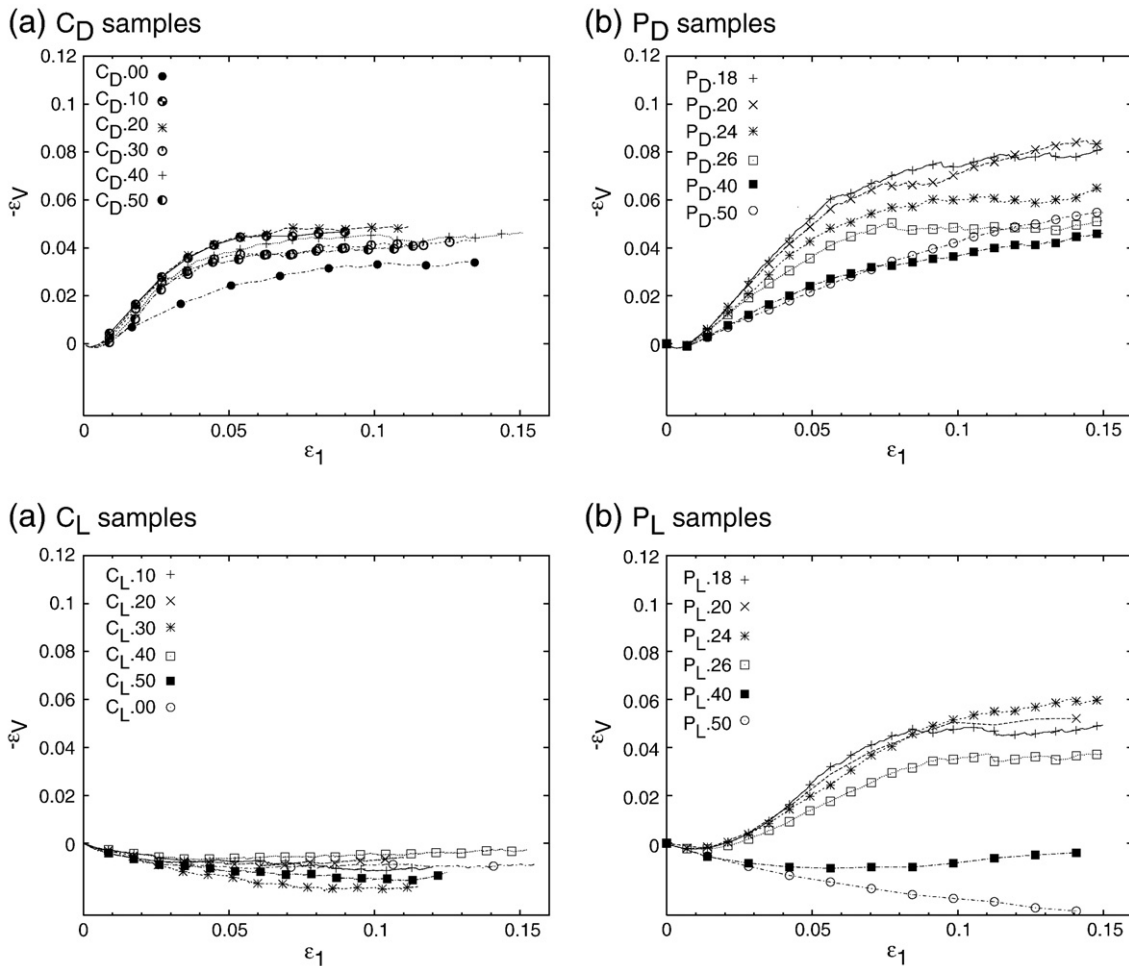 (a) C_D samples
0.12
0.1
0.08
0.06
0.04
0.02
0
-ε_V
C_D.00
C_D.10
C_D.20
C_D.30
C_D.40
C_D.50
0 0.05 0.1 0.15
ε_1
(b) P_D samples
0.12
0.1
0.08
0.06
0.04
0.02
0
-ε_V
P_D.18
P_D.20
P_D.24
P_D.26
P_D.40
P_D.50
0 0.05 0.1 0.15
ε_1
(a) C_L samples
0.12
0.1
0.08
0.06
0.04
0.02
0
-ε_V
C_L.10
C_L.20
C_L.30
C_L.40
C_L.50
C_L.00
0 0.05 0.1 0.15
ε_1
(b) P_L samples
0.12
0.1
0.08
0.06
0.04
0.02
0
-ε_V
P_L.18
P_L.20
P_L.24
P_L.26
P_L.40
P_L.50
0 0.05 0.1 0.15
ε_1